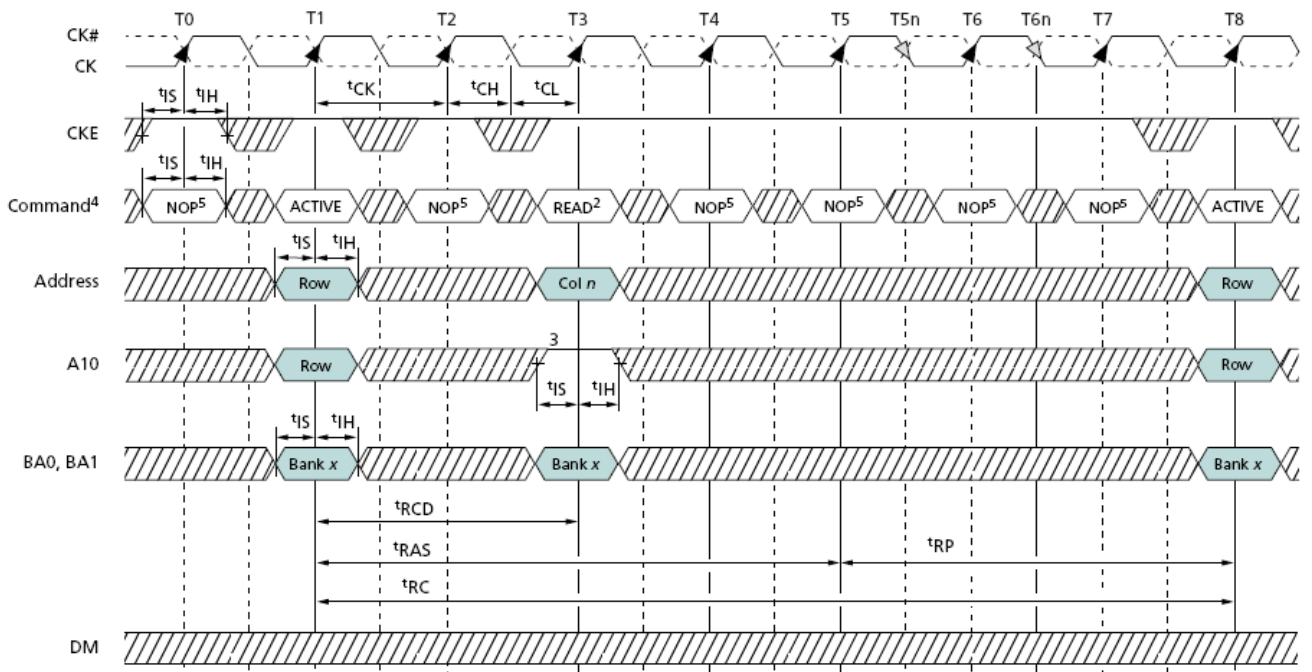 T0 T1 T2 T3 T4 T5 T5n T6 T6n T7 T8
CK#
CK
tCK tCH tCL
tIS tIH
CKE
tIS tIH
Command4 NOP5 ACTIVE NOP5 READ2 NOP5 NOP5 NOP5 NOP5 ACTIVE
tIS tIH
Address Row Col n Row
3
A10 Row Row
tIS tIH
tIS tIH
BA0, BA1 Bank x Bank x Bank x
tRCD
tRAS tRP
tRC
DM